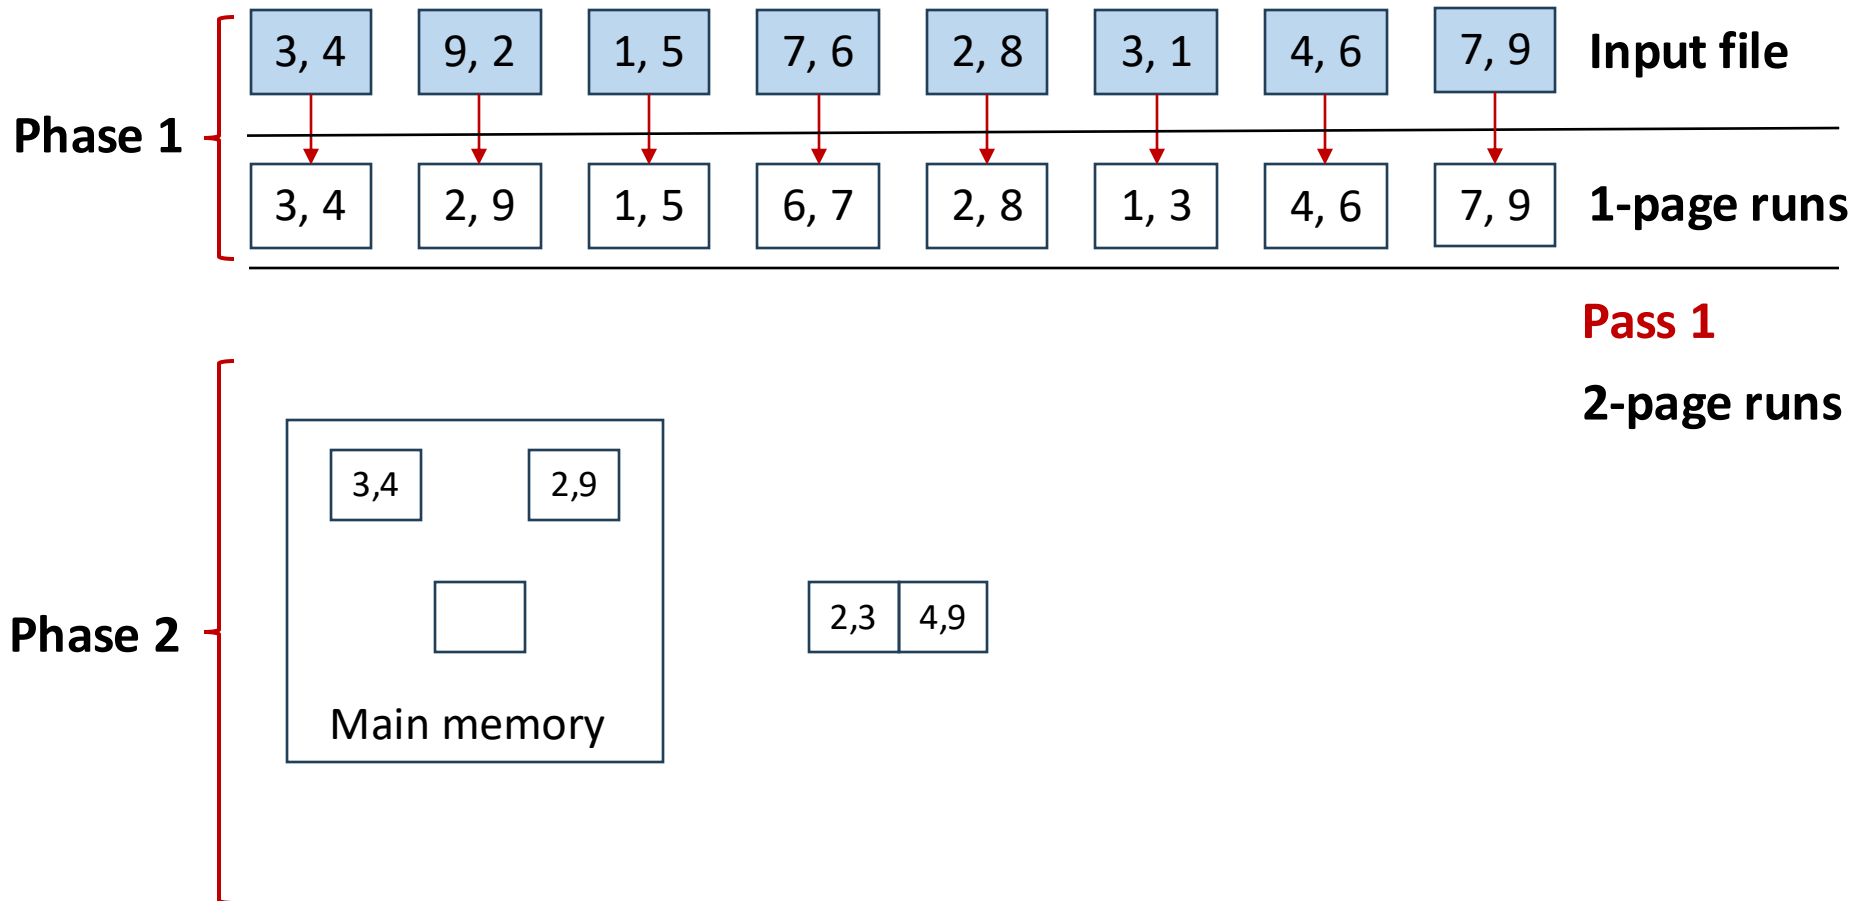 3, 4 9, 2 1, 5 7, 6 2, 8 3, 1 4, 6 7, 9 Input file
Phase 1
3, 4 2, 9 1, 5 6, 7 2, 8 1, 3 4, 6 7, 9 1-page runs
Pass 1
2-page runs
3,4 2,9
Phase 2
2,3 4,9
Main memory